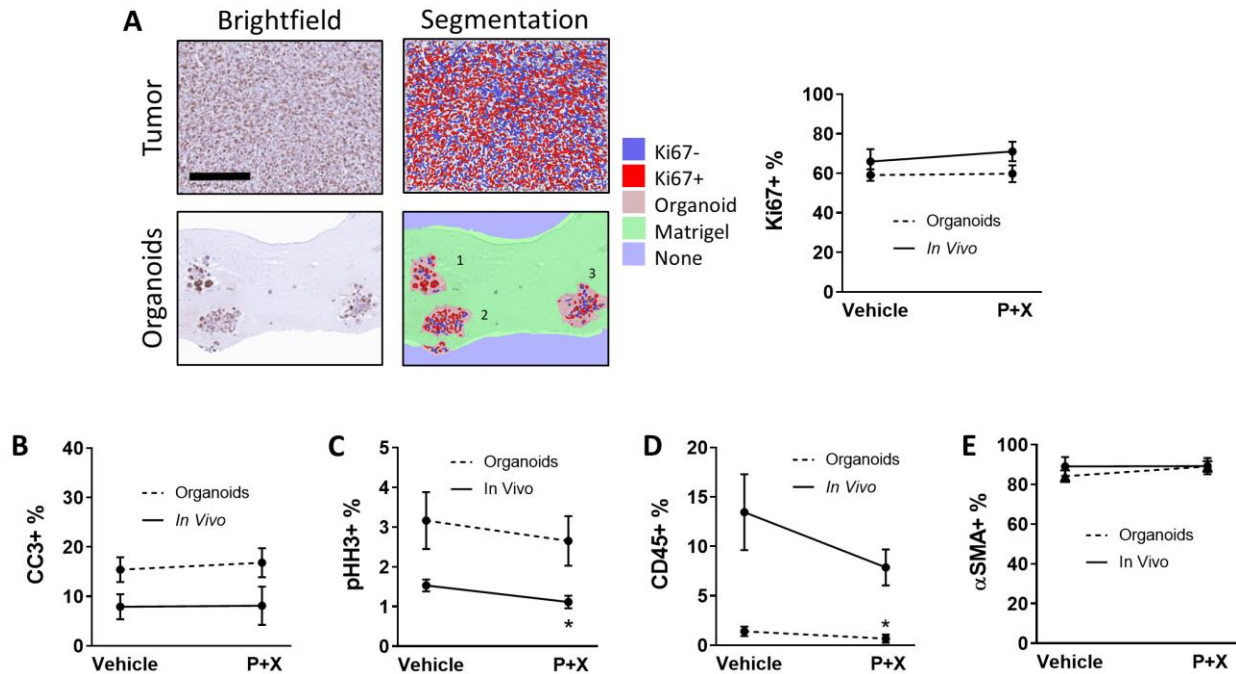 A
Brightfield
Segmentation
Tumor
Organoids
1
2
3
Ki67-
Ki67+
Organoid
Matrigel
None
Ki67+ %
100
80
60
40
20
0
Organoids
In Vivo
Vehicle
P+X
B
CC3+ %
40
30
20
10
0
Organoids
In Vivo
Vehicle
P+X
C
pHH3+ %
5
4
3
2
1
0
Organoids
In Vivo
*
Vehicle
P+X
D
CD45+ %
20
15
10
5
0
Organoids
In Vivo
*
Vehicle
P+X
E
αSMA+ %
100
80
60
40
20
0
Organoids
In Vivo
Vehicle
P+X